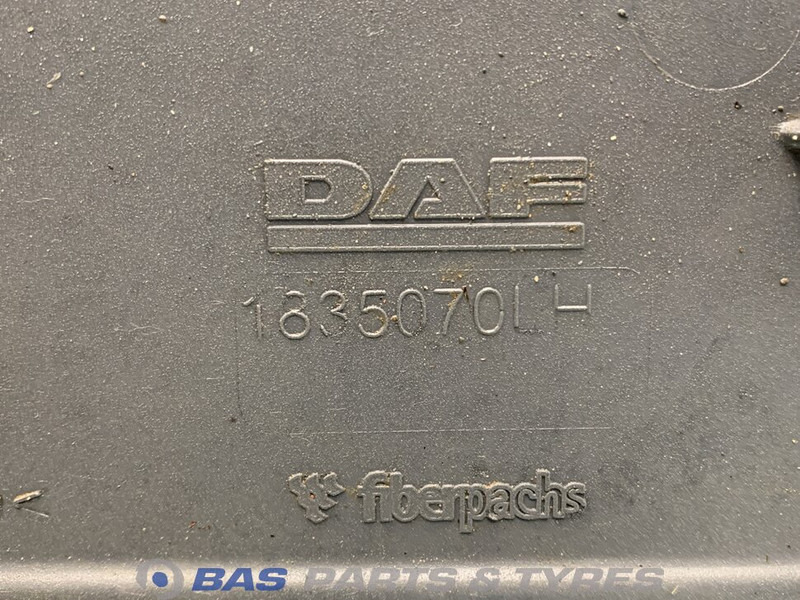 DAF
1835070LH
fiberpachs
BAS PARTS & TYRES